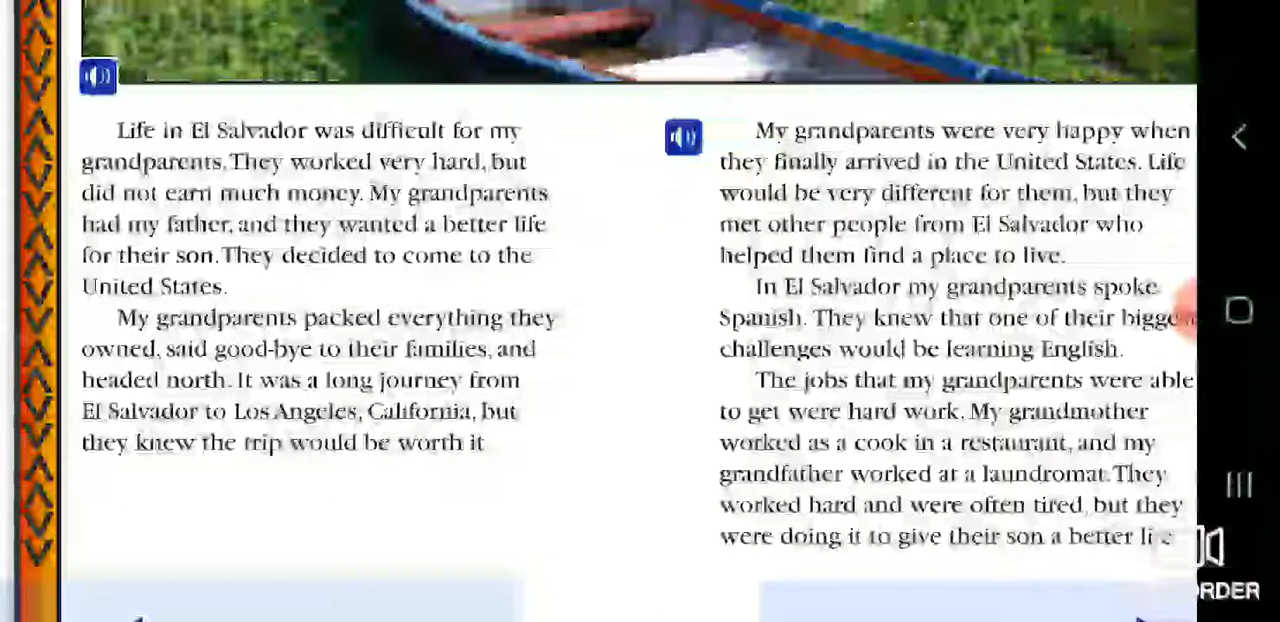 Life in El Salvador was difficult for my
grandparents. They worked very hard, but
did not earn much money. My grandparents
had my father, and they wanted a better life
for their son. They decided to come to the
United States.
My grandparents packed everything they
owned, said good-bye to their families, and
headed north. It was a long journey from
El Salvador to Los Angeles, California, but
they knew the trip would be worth it
My grandparents were very happy when
they finally arrived in the United States. Life
would be very different for them, but they
met other people from El Salvador who
helped them find a place to live.
In El Salvador my grandparents spoke
Spanish. They knew that one of their
challenges would be learning English.
The jobs that my grandparents were able
to get were hard work. My grandmother
worked as a cook in a restaurant, and my
grandfather worked at a laundromat. They
worked hard and were often tired, but they
were doing it to give their son a better
RDER